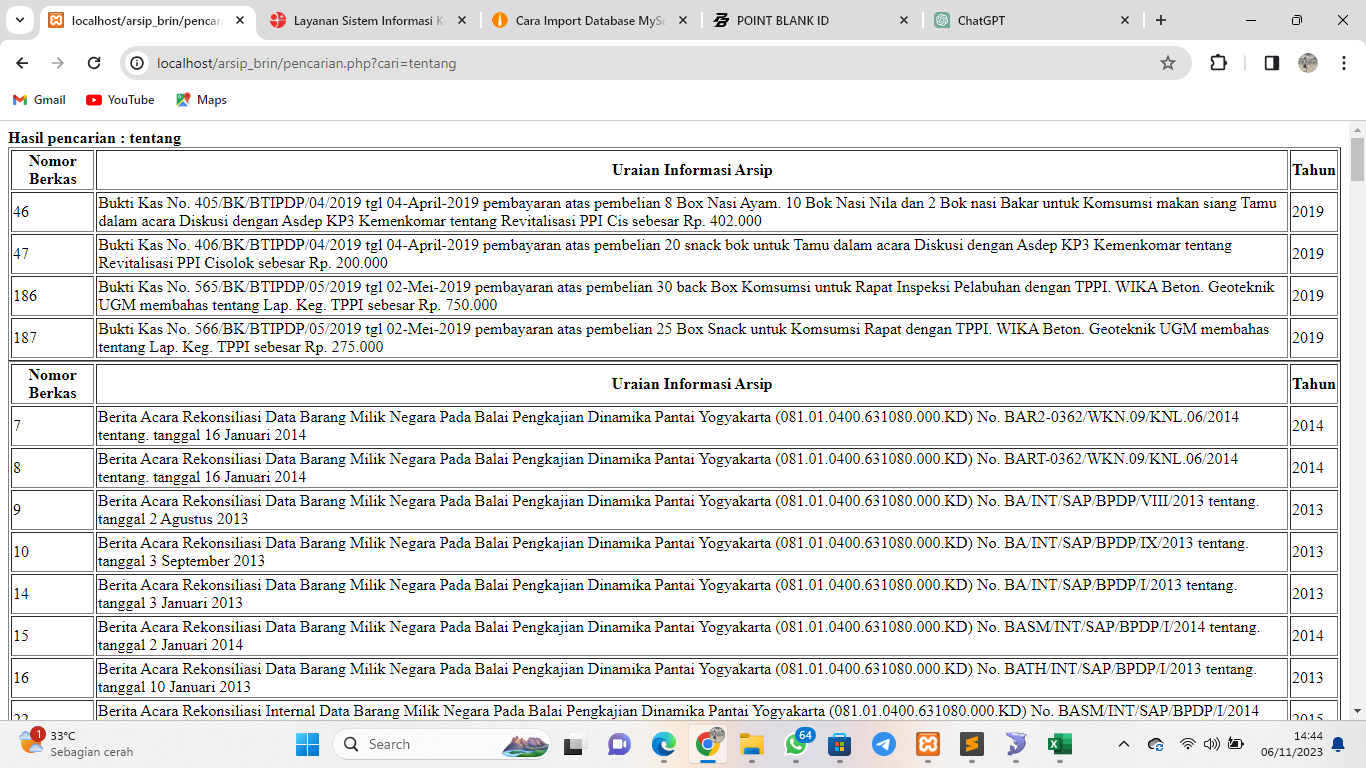 localhost/arsip_brin/pencari
Layanan Sistem Informasi K
Cara Import Database MyS
POINT BLANK ID
ChatGPT
localhost/arsip_brin/pencarian.php?cari=tentang
Gmail
YouTube
Maps
Hasil pencarian : tentang
Nomor Berkas
Uraian Informasi Arsip
Tahun
46
Bukti Kas No. 405/BK/BTIPDP/04/2019 tgl 04-April-2019 pembayaran atas pembelian 8 Box Nasi Ayam. 10 Bok Nasi Nila dan 2 Bok nasi Bakar untuk Komsumsi makan siang Tamu
dalam acara Diskusi dengan Asdep KP3 Kemenkomar tentang Revitalisasi PPI Cis sebesar Rp. 402.000
2019
47
Bukti Kas No. 406/BK/BTIPDP/04/2019 tgl 04-April-2019 pembayaran atas pembelian 20 snack bok untuk Tamu dalam acara Diskusi dengan Asdep KP3 Kemenkomar tentang
Revitalisasi PPI Cisolok sebesar Rp. 200.000
2019
186
Bukti Kas No. 565/BK/BTIPDP/05/2019 tgl 02-Mei-2019 pembayaran atas pembelian 30 back Box Komsumsi untuk Rapat Inspeksi Pelabuhan dengan TPPI. WIKA Beton. Geoteknik
UGM membahas tentang Lap. Keg. TPPI sebesar Rp. 750.000
2019
187
Bukti Kas No. 566/BK/BTIPDP/05/2019 tgl 02-Mei-2019 pembayaran atas pembelian 25 Box Snack untuk Komsumsi Rapat dengan TPPI. WIKA Beton. Geoteknik UGM membahas
tentang Lap. Keg. TPPI sebesar Rp. 275.000
2019
Nomor Berkas
Uraian Informasi Arsip
Tahun
7
Berita Acara Rekonsiliasi Data Barang Milik Negara Pada Balai Pengkajian Dinamika Pantai Yogyakarta (081.01.0400.631080.000.KD) No. BAR2-0362/WKN.09/KNL.06/2014
tentang. tanggal 16 Januari 2014
2014
8
Berita Acara Rekonsiliasi Data Barang Milik Negara Pada Balai Pengkajian Dinamika Pantai Yogyakarta (081.01.0400.631080.000.KD) No. BART-0362/WKN.09/KNL.06/2014
tentang. tanggal 16 Januari 2014
2014
9
Berita Acara Rekonsiliasi Data Barang Milik Negara Pada Balai Pengkajian Dinamika Pantai Yogyakarta (081.01.0400.631080.000.KD) No. BA/INT/SAP/BPDP/VIII/2013 tentang.
tanggal 2 Agustus 2013
2013
10
Berita Acara Rekonsiliasi Data Barang Milik Negara Pada Balai Pengkajian Dinamika Pantai Yogyakarta (081.01.0400.631080.000.KD) No. BA/INT/SAP/BPDP/IX/2013 tentang.
tanggal 3 September 2013
2013
14
Berita Acara Rekonsiliasi Data Barang Milik Negara Pada Balai Pengkajian Dinamika Pantai Yogyakarta (081.01.0400.631080.000.KD) No. BA/INT/SAP/BPDP/I/2013 tentang.
tanggal 3 Januari 2013
2013
15
Berita Acara Rekonsiliasi Data Barang Milik Negara Pada Balai Pengkajian Dinamika Pantai Yogyakarta (081.01.0400.631080.000.KD) No. BASM/INT/SAP/BPDP/I/2014 tentang.
tanggal 2 Januari 2014
2014
16
Berita Acara Rekonsiliasi Data Barang Milik Negara Pada Balai Pengkajian Dinamika Pantai Yogyakarta (081.01.0400.631080.000.KD) No. BATH/INT/SAP/BPDP/I/2013 tentang.
tanggal 10 Januari 2013
2013
22
Berita Acara Rekonsiliasi Internal Data Barang Milik Negara Pada Balai Pengkajian Dinamika Pantai Yogyakarta (081.01.0400.631080.000.KD) No. BASM/INT/SAP/BPDP/I/2014
2015
1
33°C
Sebagian cerah
Search
64
14:44
06/11/2023